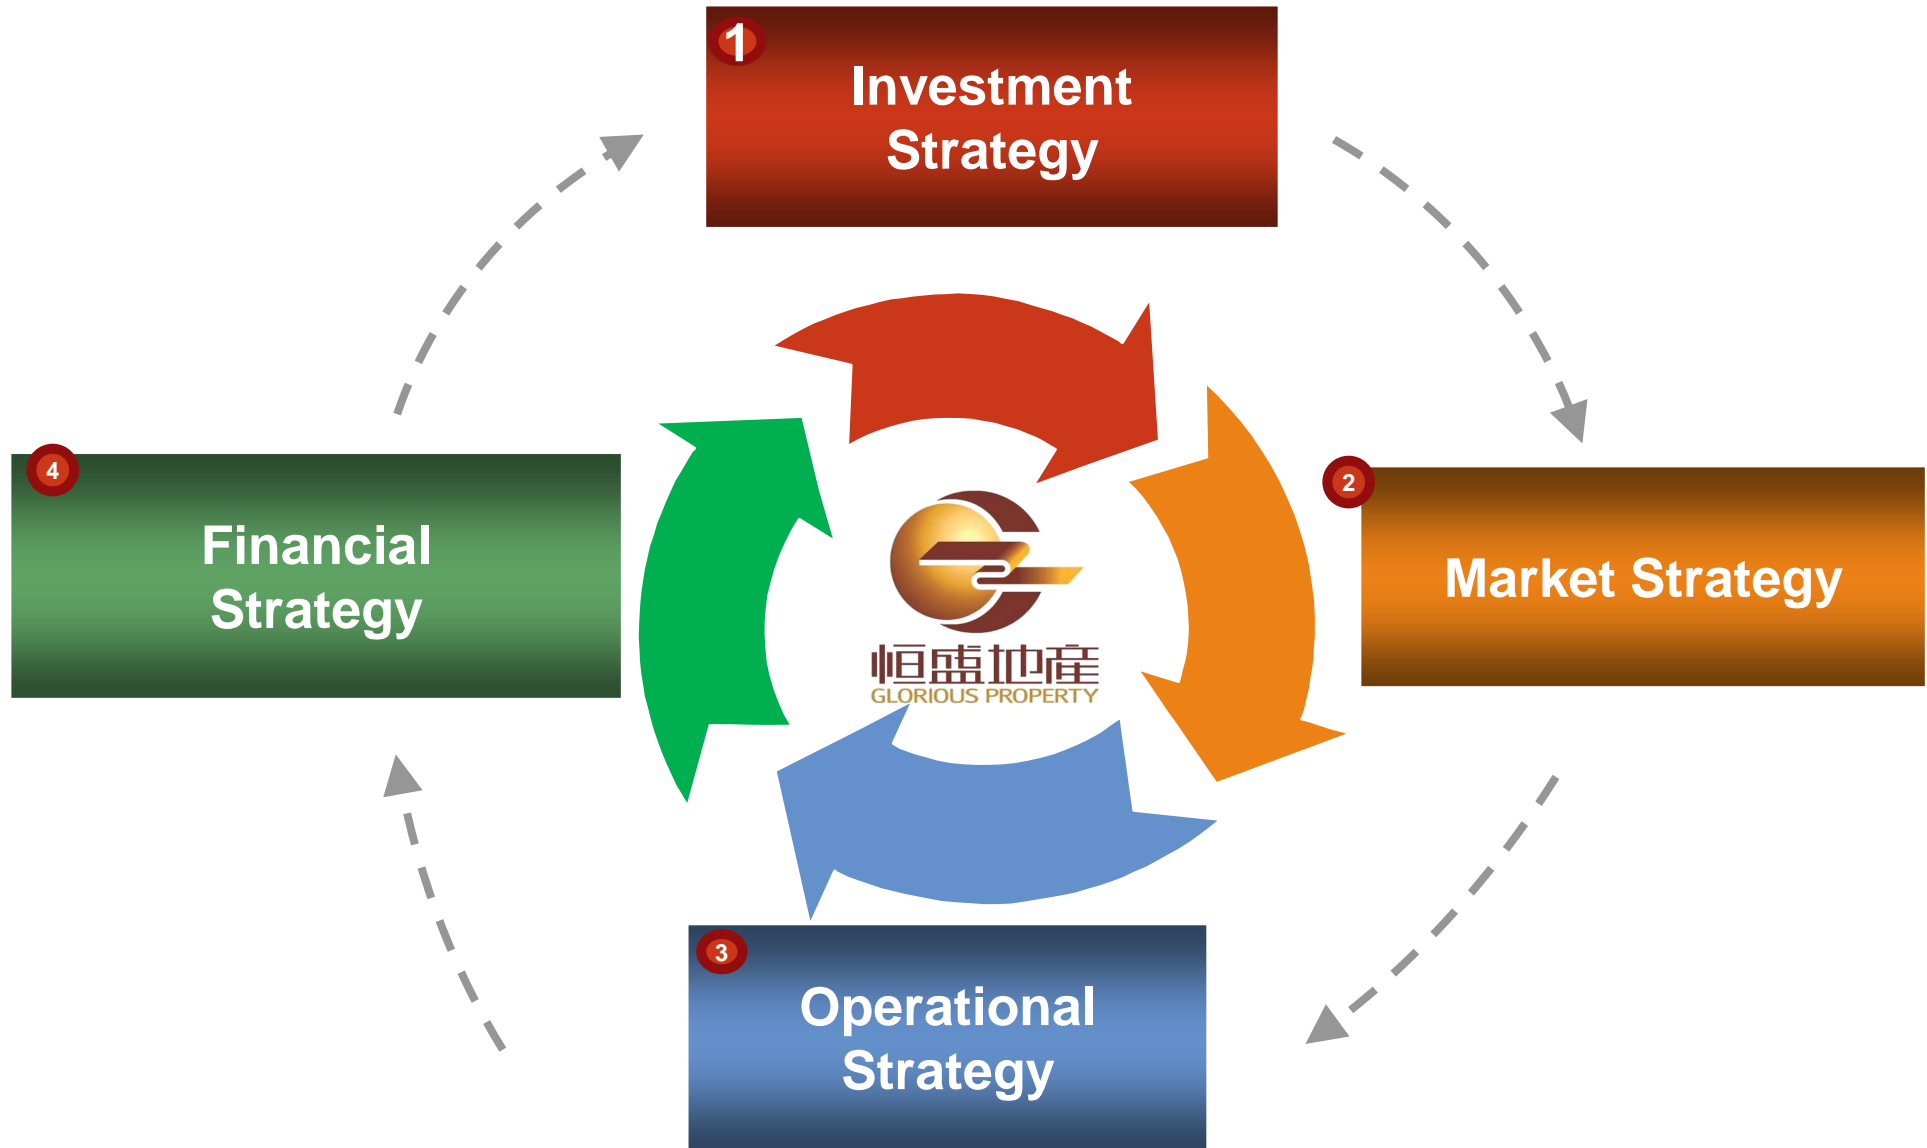 1
Investment
Strategy
2
Market Strategy
3
Operational
Strategy
4
Financial
Strategy
恒盛地産
GLORIOUS PROPERTY